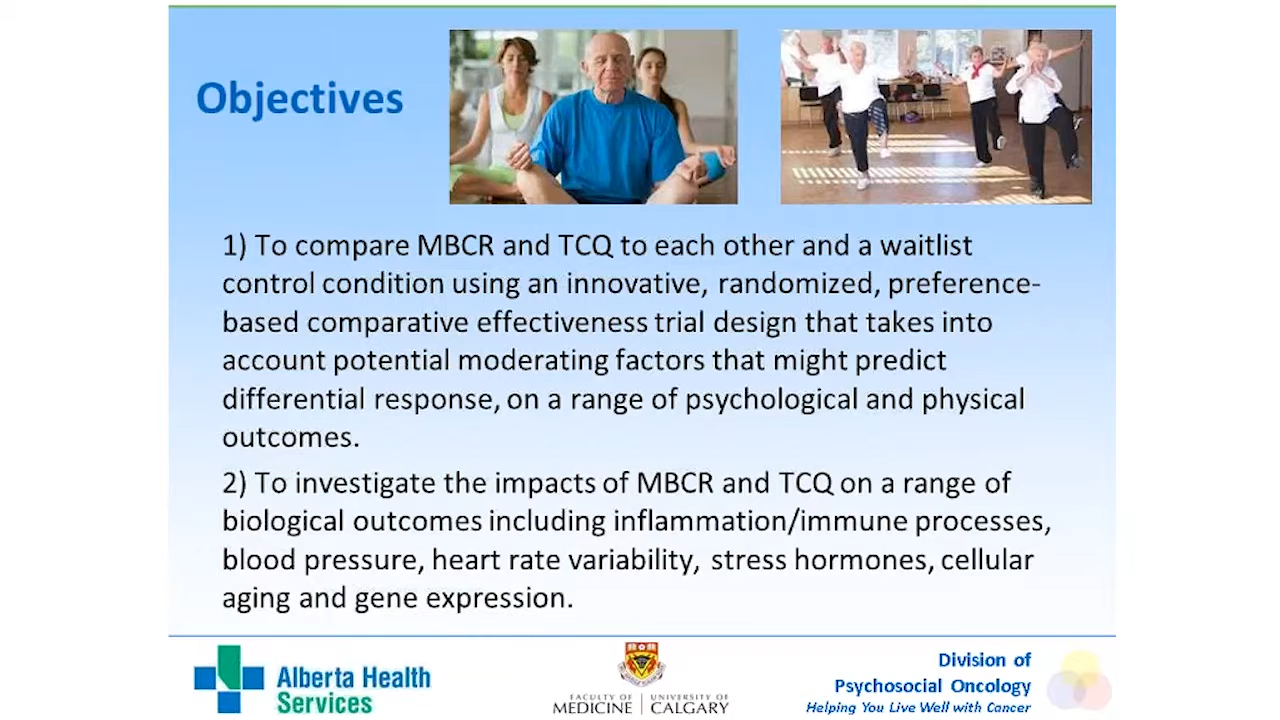 Objectives
1) To compare MBCR and TCQ to each other and a waitlist
control condition using an innovative, randomized, preference-
based comparative effectiveness trial design that takes into
account potential moderating factors that might predict
differential response, on a range of psychological and physical
outcomes.
2) To investigate the impacts of MBCR and TCQ on a range of
biological outcomes including inflammation/immune processes,
blood pressure, heart rate variability, stress hormones, cellular
aging and gene expression.
Alberta Health
Services
FACULTY OF
MEDICINE
UNIVERSITY OF
CALGARY
Division of
Psychosocial Oncology
Helping You Live Well with Cancer